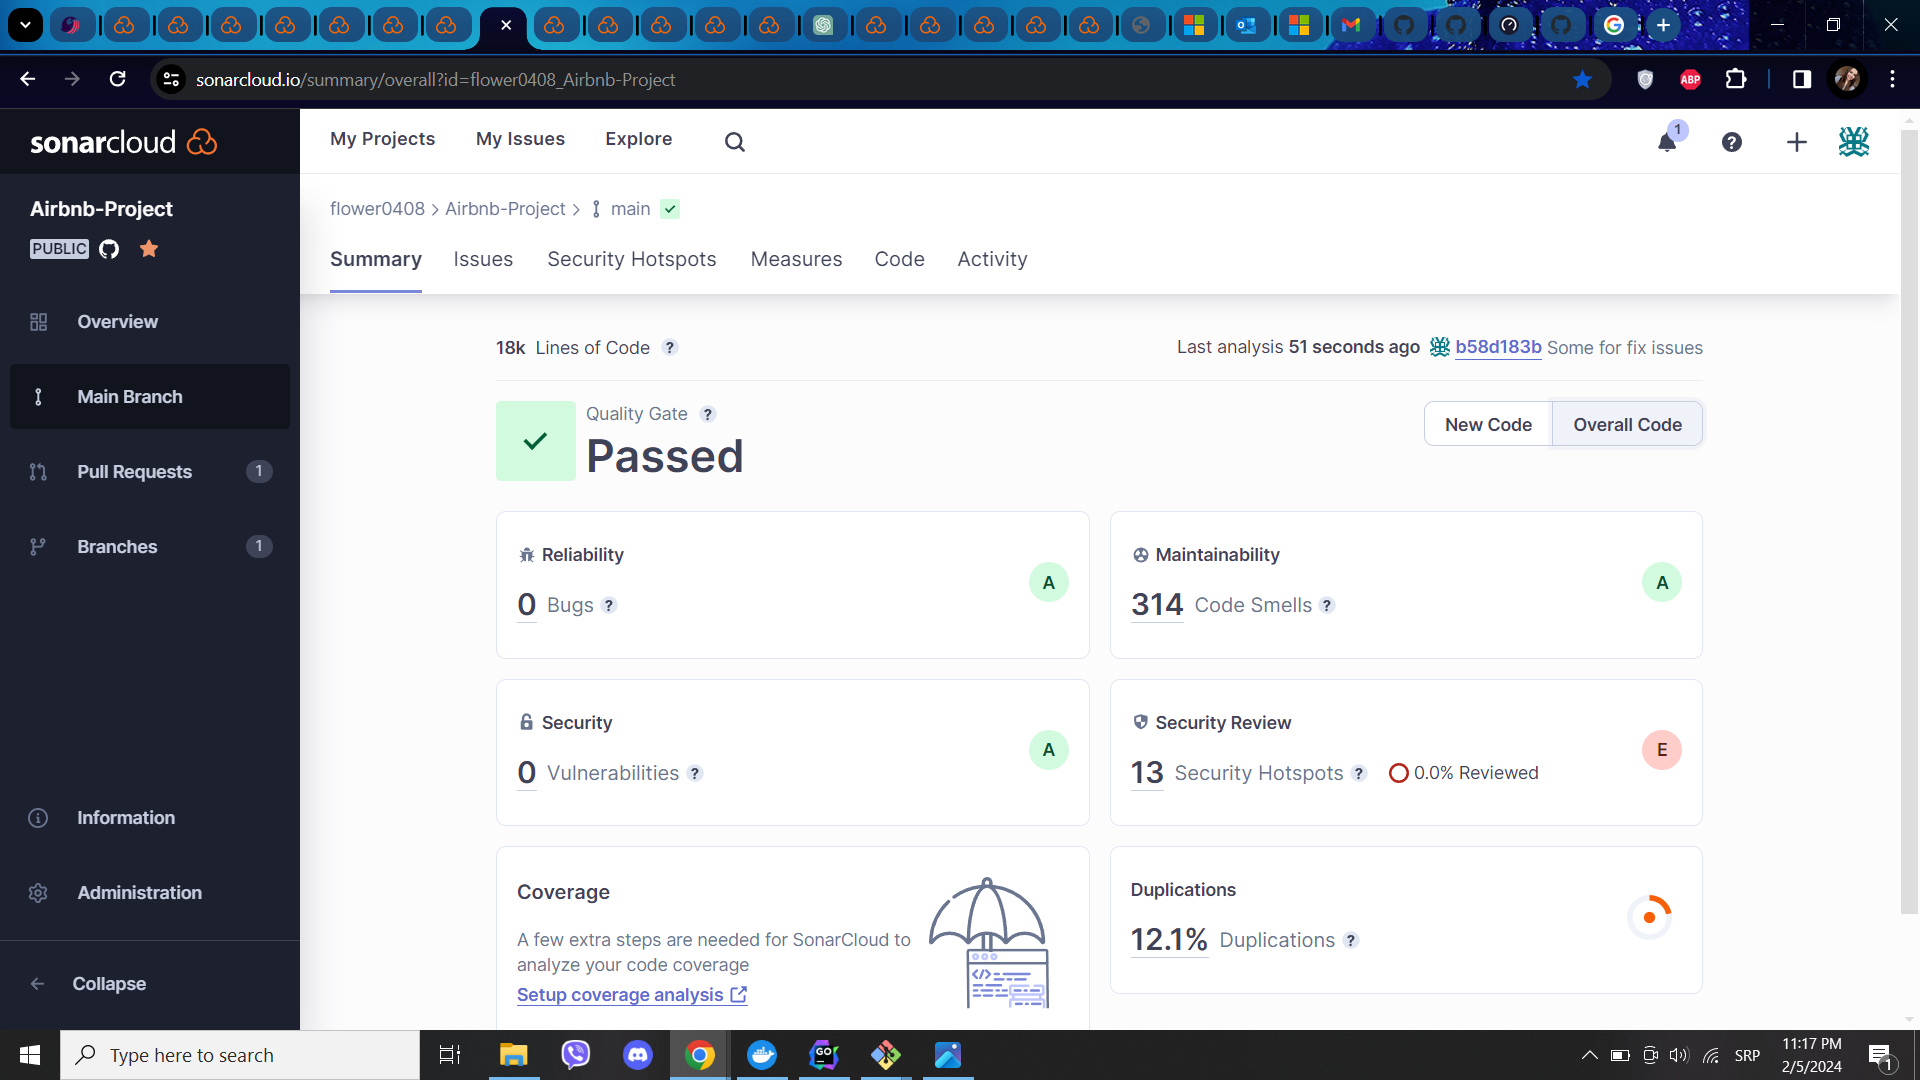 sonarcloud.io/summary/overall?id=flower0408_Airbnb-Project
ABP
sonarcloud
My Projects
My Issues
Explore
1
Airbnb-Project
PUBLIC
flower0408
Airbnb-Project
main
Summary
Issues
Security Hotspots
Measures
Code
Activity
Overview
Main Branch
Pull Requests
1
Branches
1
Information
Administration
Collapse
18k Lines of Code ?
Last analysis 51 seconds ago b58d183b Some for fix issues
Quality Gate ?
Passed
New Code
Overall Code
Reliability
0 Bugs ?
A
Maintainability
314 Code Smells ?
A
Security
0 Vulnerabilities ?
A
Security Review
13 Security Hotspots ? 0.0% Reviewed
E
Coverage
A few extra steps are needed for SonarCloud to
analyze your code coverage
Setup coverage analysis
Duplications
12.1% Duplications ?
Type here to search
GO
SRP
11:17 PM
2/5/2024
1